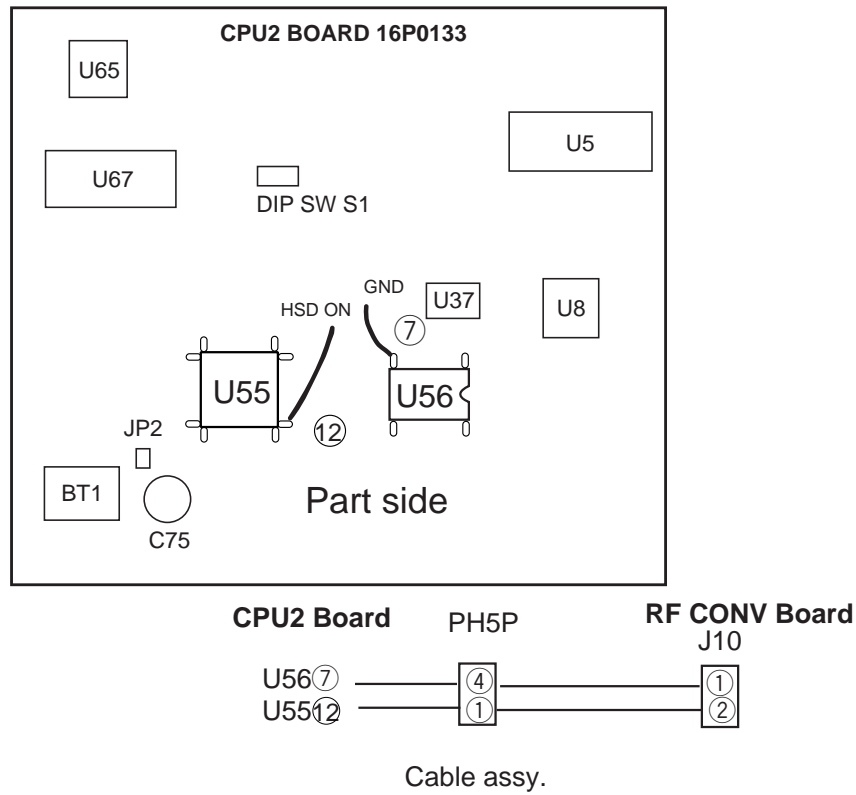 CPU2 BOARD 16P0133
U65
U5
U67
DIP SW S1
GND
HSD ON
U37
U8
⑦
U55
U56
⑫
JP2
BT1
Part side
C75
CPU2 Board
PH5P
RF CONV Board
J10
U56⑦
④
①
U55⑫
①
②
Cable assy.